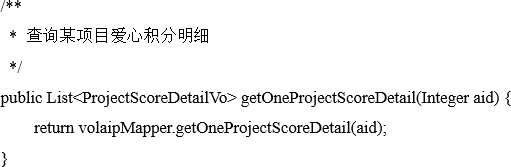 /**
 * 查询某项目爱心积分明细
 */
public List<ProjectScoreDetailVo> getOneProjectScoreDetail(Integer aid) {
    return volaipMapper.getOneProjectScoreDetail(aid);
}